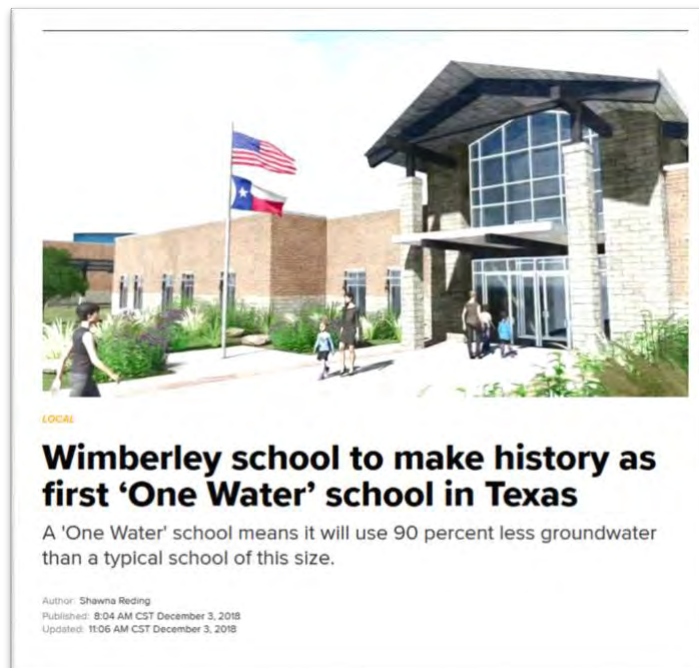 LOCAL
Wimberley school to make history as
first ‘One Water’ school in Texas
A 'One Water' school means it will use 90 percent less groundwater
than a typical school of this size.
Author: Shawna Reding
Published: 8:04 AM CST December 3, 2018
Updated: 11:06 AM CST December 3, 2018